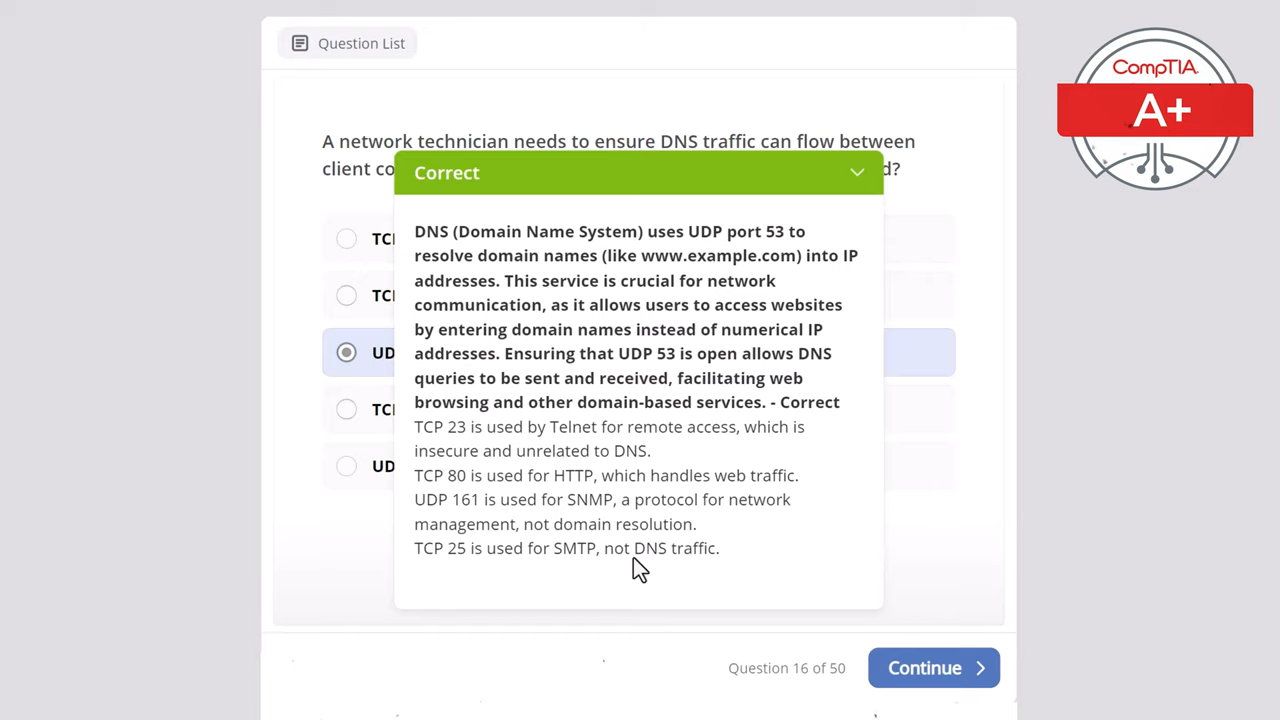 Question List
CompTIA.
A+
A network technician needs to ensure DNS traffic can flow between
client
Correct
DNS (Domain Name System) uses UDP port 53 to
resolve domain names (like www.example.com) into IP
addresses. This service is crucial for network
communication, as it allows users to access websites
by entering domain names instead of numerical IP
addresses. Ensuring that UDP 53 is open allows DNS
queries to be sent and received, facilitating web
browsing and other domain-based services. - Correct
TCP 23 is used by Telnet for remote access, which is
insecure and unrelated to DNS.
TCP 80 is used for HTTP, which handles web traffic.
UDP 161 is used for SNMP, a protocol for network
management, not domain resolution.
TCP 25 is used for SMTP, not DNS traffic.
Question 16 of 50
Continue